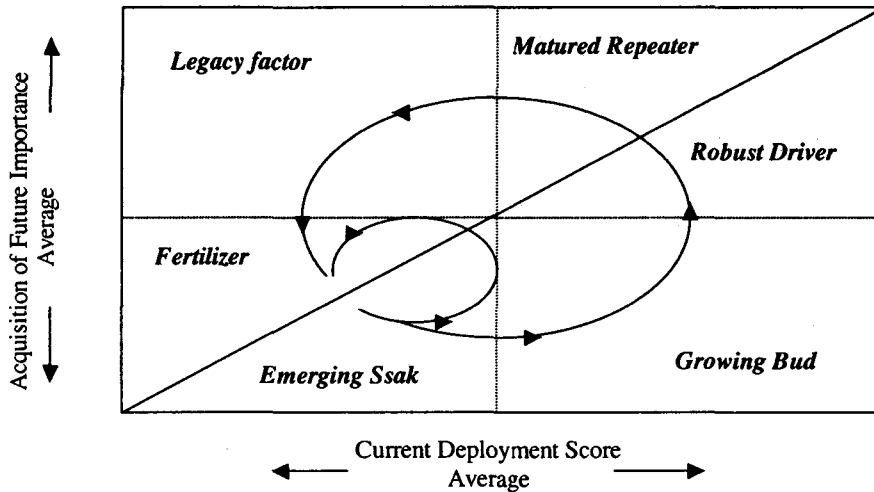 Legacy factor
Matured Repeater
Robust Driver
Fertilizer
Emerging Ssak
Growing Bud
Acquisition of Future Importance
Average
Current Deployment Score
Average